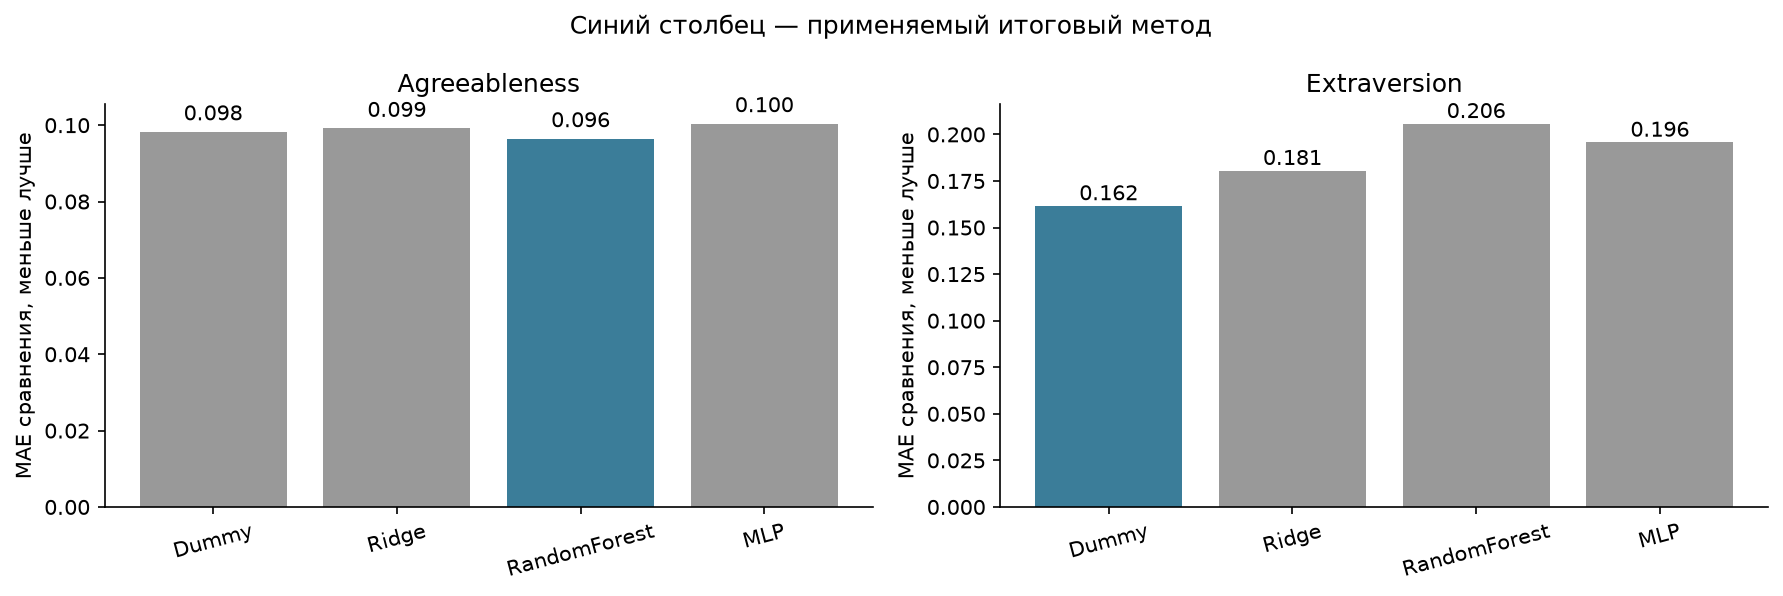 Синий столбец — применяемый итоговый метод
Agreeableness
MAE сравнения, меньше лучше
0.10
0.08
0.06
0.04
0.02
0.00
0.098
0.099
0.096
0.100
Dummy
Ridge
RandomForest
MLP
Extraversion
MAE сравнения, меньше лучше
0.200
0.175
0.150
0.125
0.100
0.075
0.050
0.025
0.000
0.162
0.181
0.206
0.196
Dummy
Ridge
RandomForest
MLP